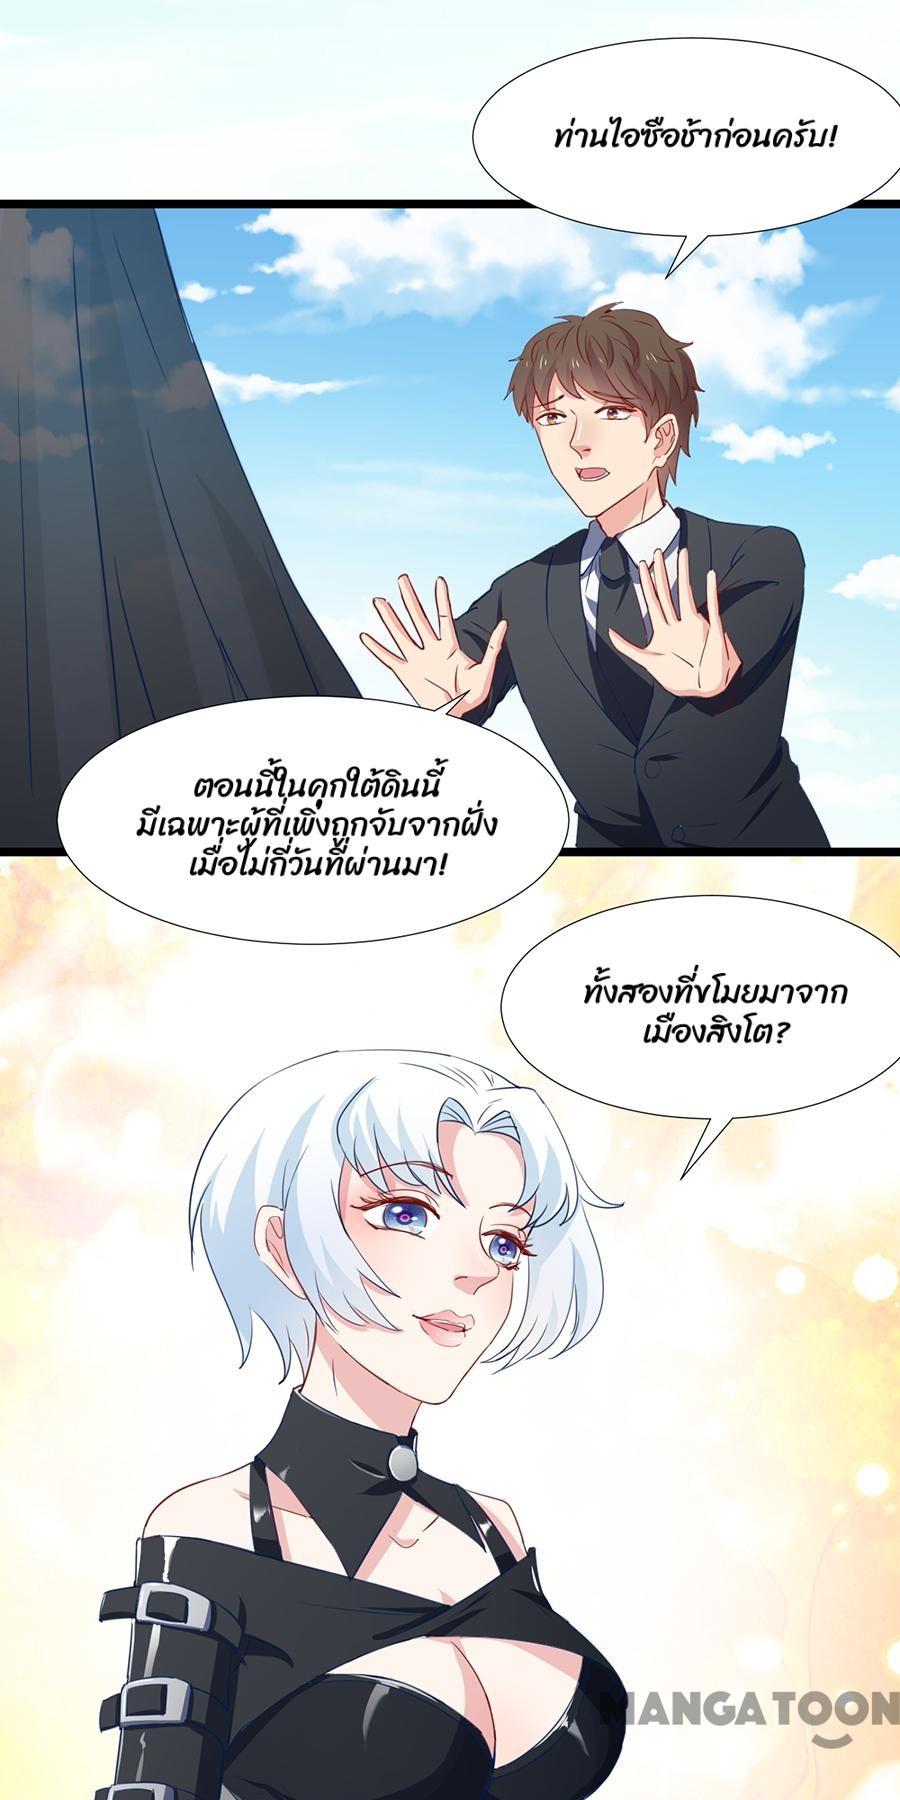 ท่านไอซือช้าก่อนครับ!
ตอนนี้ในคุกใต้ดินนี้
มีเฉพาะผู้ที่เพิ่งถูกจับจากฝั่ง
เมื่อไม่กี่วันที่ผ่านมา!
ทั้งสองที่ขโมยมาจาก
เมืองสิงโต?
MANGATOON